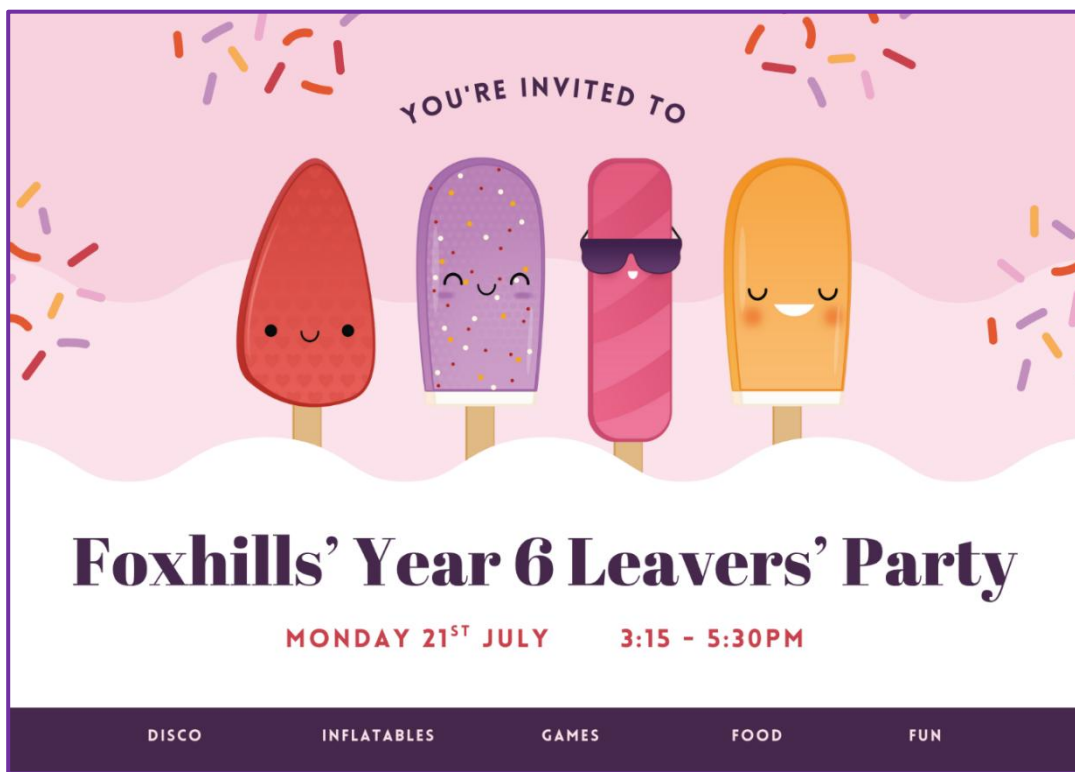 YOU'RE INVITED TO
Foxhills’ Year 6 Leavers’ Party
MONDAY 21ST JULY 3:15 - 5:30PM
DISCO INFLATABLES GAMES FOOD FUN